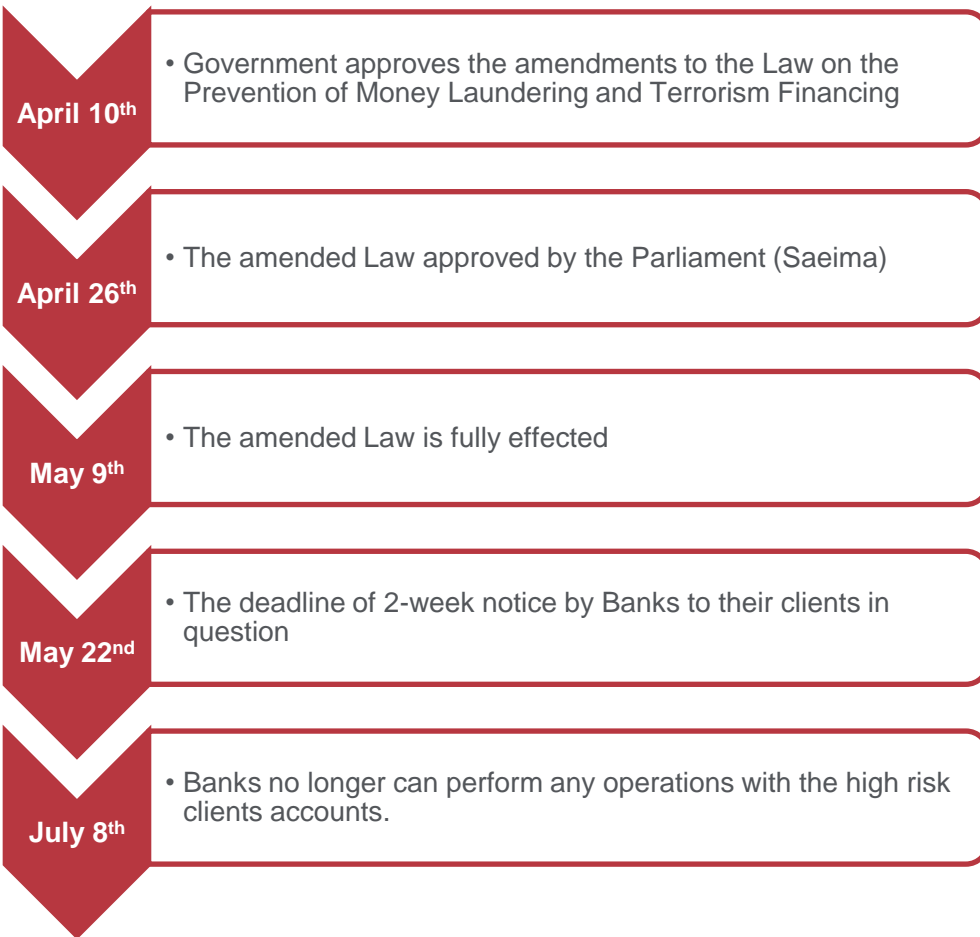 April 10th
• Government approves the amendments to the Law on the
Prevention of Money Laundering and Terrorism Financing
April 26th
• The amended Law approved by the Parliament (Saeima)
May 9th
• The amended Law is fully effected
May 22nd
• The deadline of 2-week notice by Banks to their clients in
question
July 8th
• Banks no longer can perform any operations with the high risk
clients accounts.